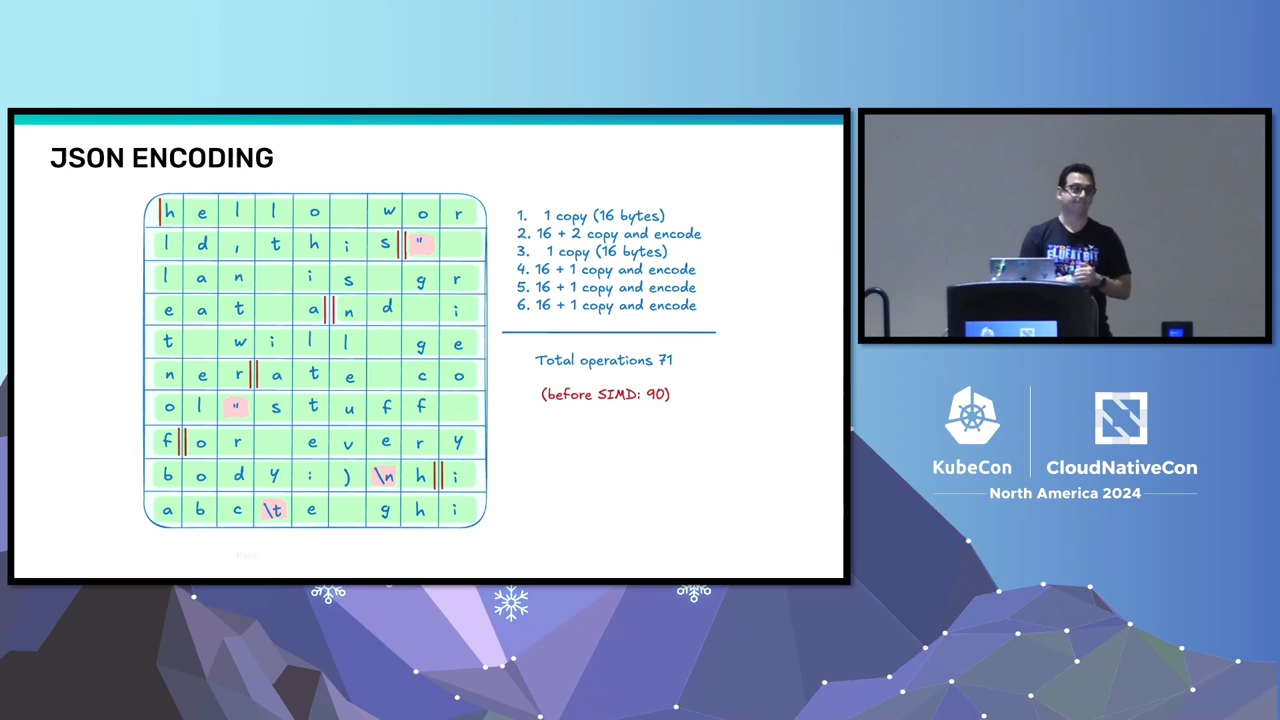 JSON ENCODING
h e l l o w o r
l d , t h i s "
l a n i s g r
e a t a n d i
t w i l l g e
n e r a t e c o
o l " s t u f f
f o r e v e r y
b o d y : ) \n h i
a b c \t e g h i
1. 1 copy (16 bytes)
2. 16 + 2 copy and encode
3. 1 copy (16 bytes)
4. 16 + 1 copy and encode
5. 16 + 1 copy and encode
6. 16 + 1 copy and encode
Total operations 71
(before SIMD: 90)
KubeCon
CloudNativeCon
North America 2024